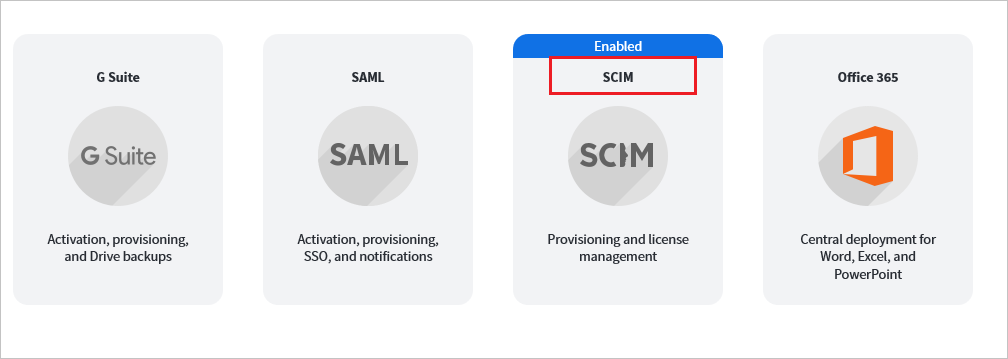 G Suite
G Suite
Activation, provisioning,
and Drive backups
SAML
SAML
Activation, provisioning,
SSO, and notifications
Enabled
SCIM
SCIM
Provisioning and license
management
Office 365
Central deployment for
Word, Excel, and
PowerPoint